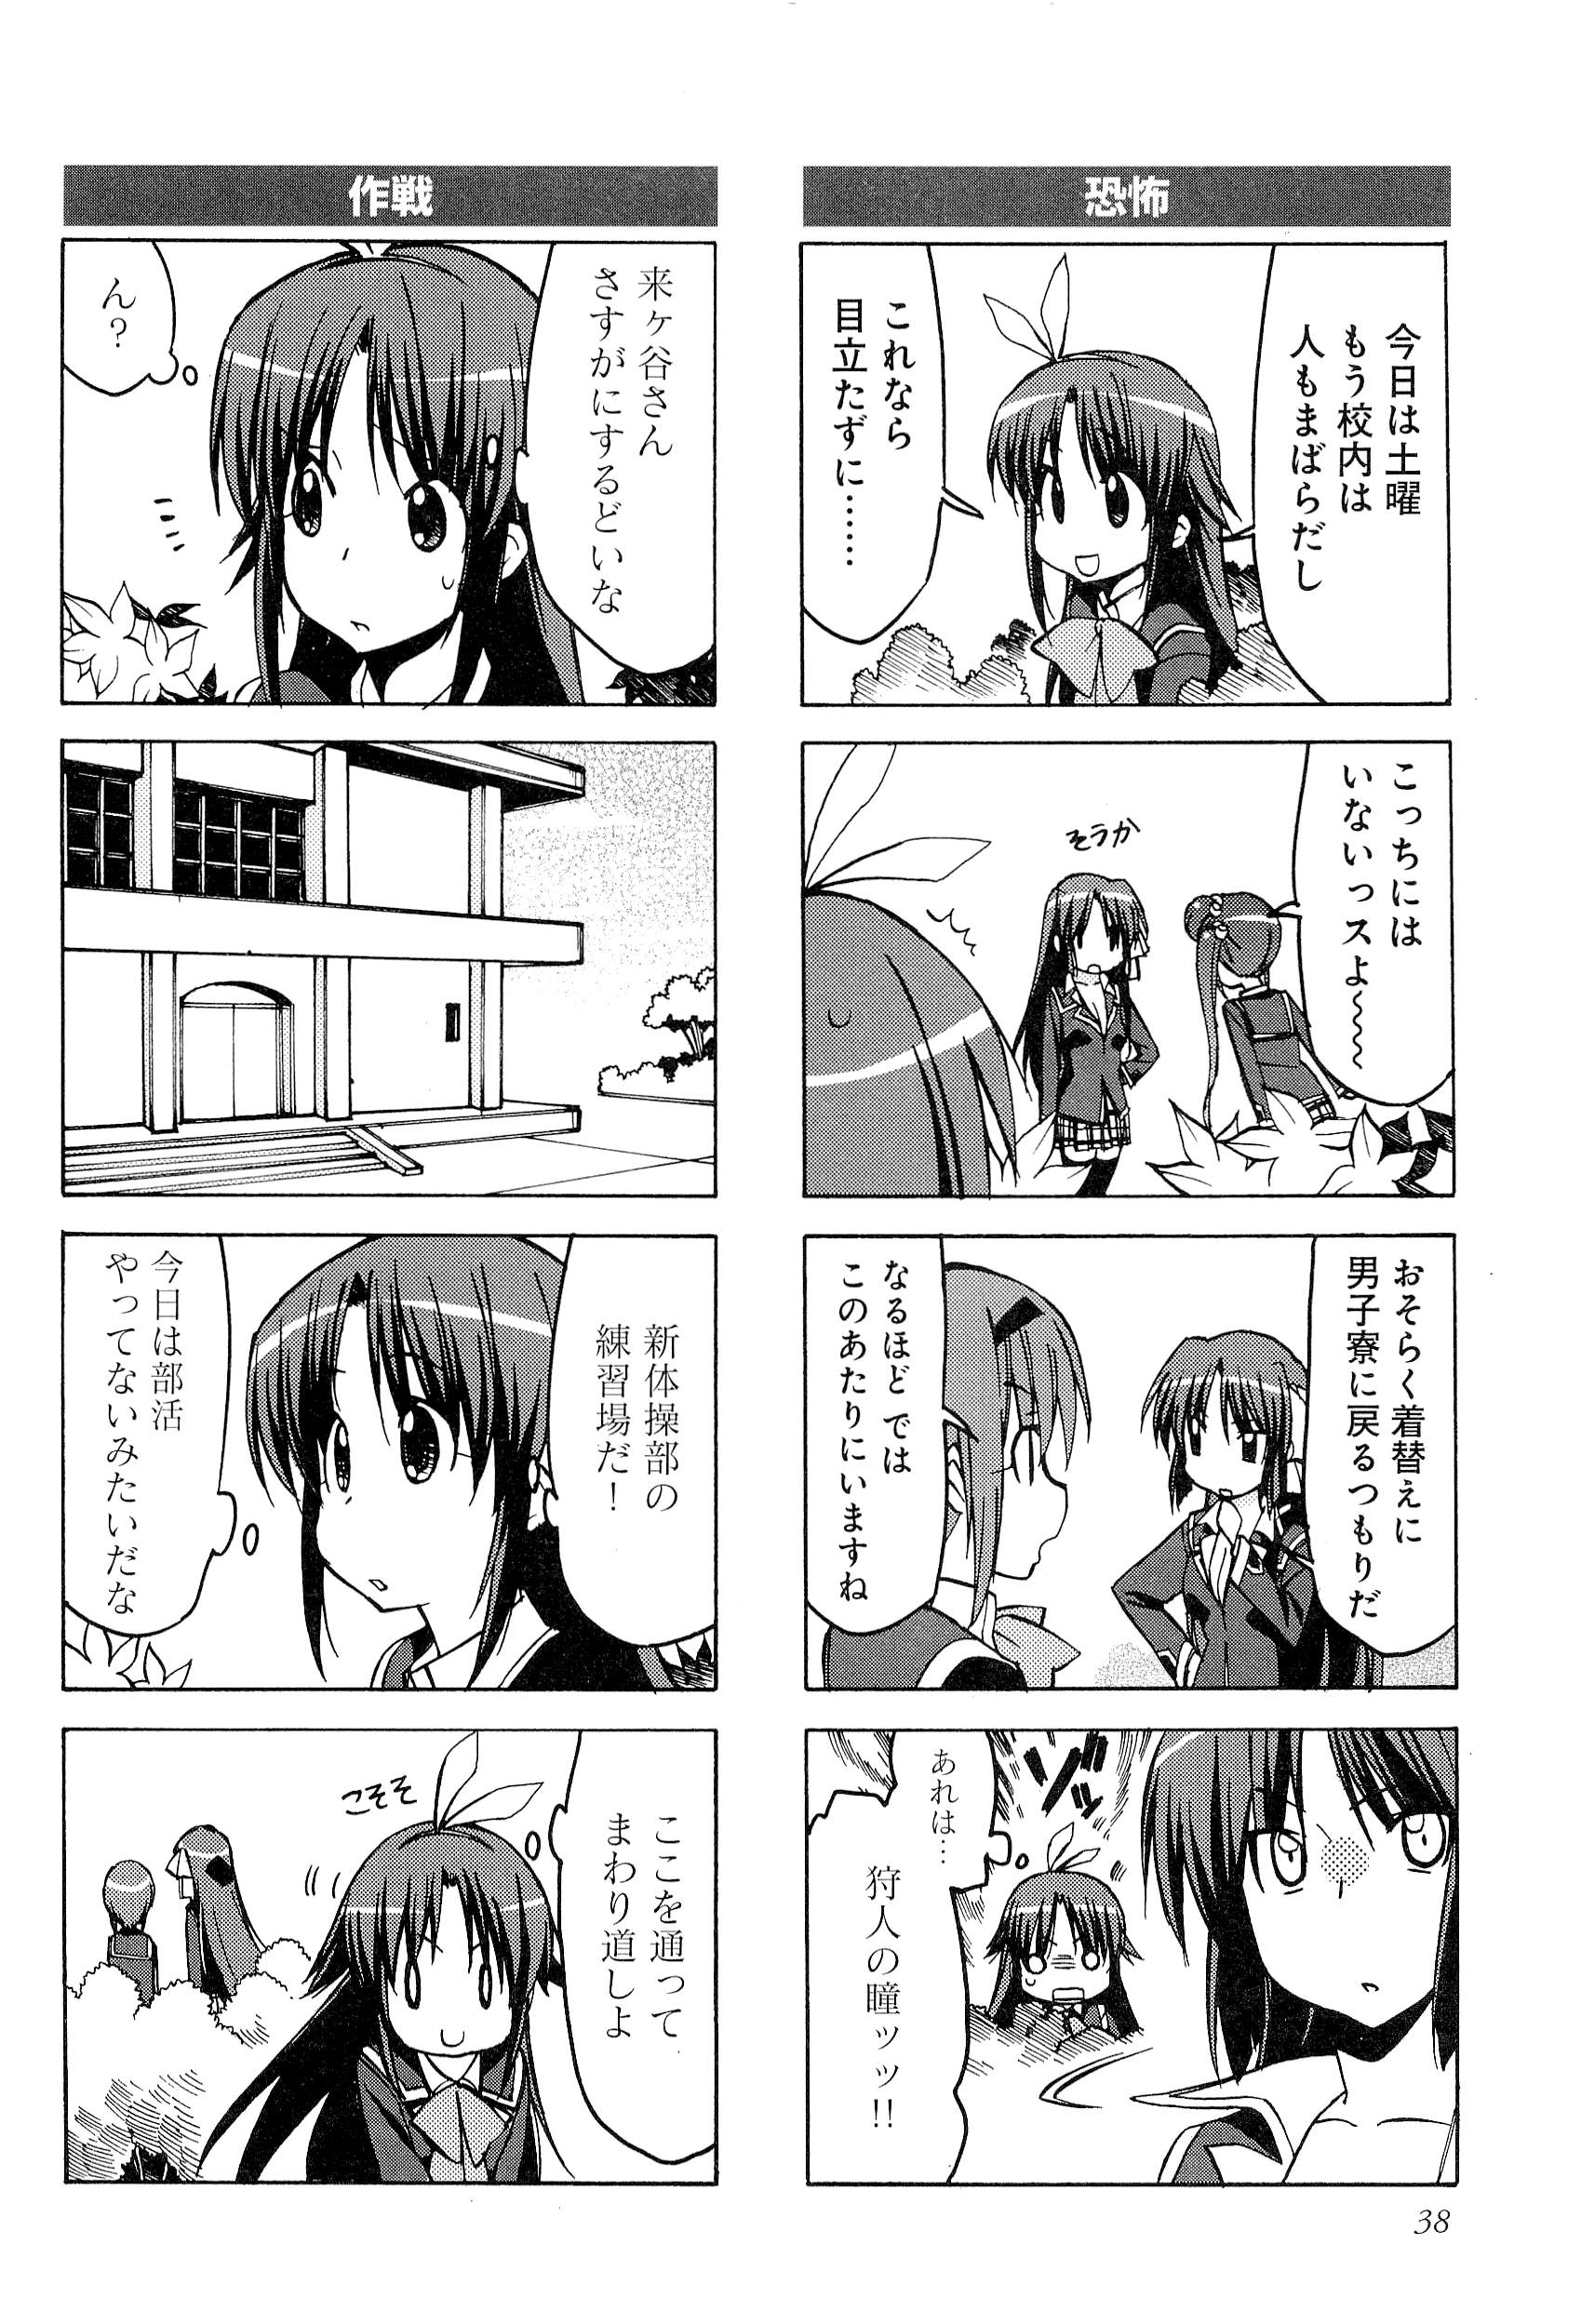 恐怖
今日は土曜
もう校内は
人もまばらだし
これなら
目立たずに……
こっちには
いないっスよ～～～～
そうか
おそらく着替えに
男子寮に戻るつもりだ
なるほど では
このあたりにいますね
あれは…
狩人の瞳ッッ!!
作戦
来ヶ谷さん
さすがにするどいな
ん?
新体操部の
練習場だ!
今日は部活
やってないみたいだな
ここを通って
まわり道しよ
こそそ
38